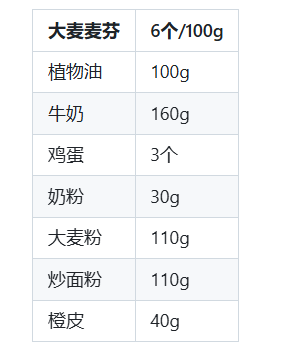 大麦麦芬 6个/100g
植物油 100g
牛奶 160g
鸡蛋 3个
奶粉 30g
大麦粉 110g
炒面粉 110g
橙皮 40g